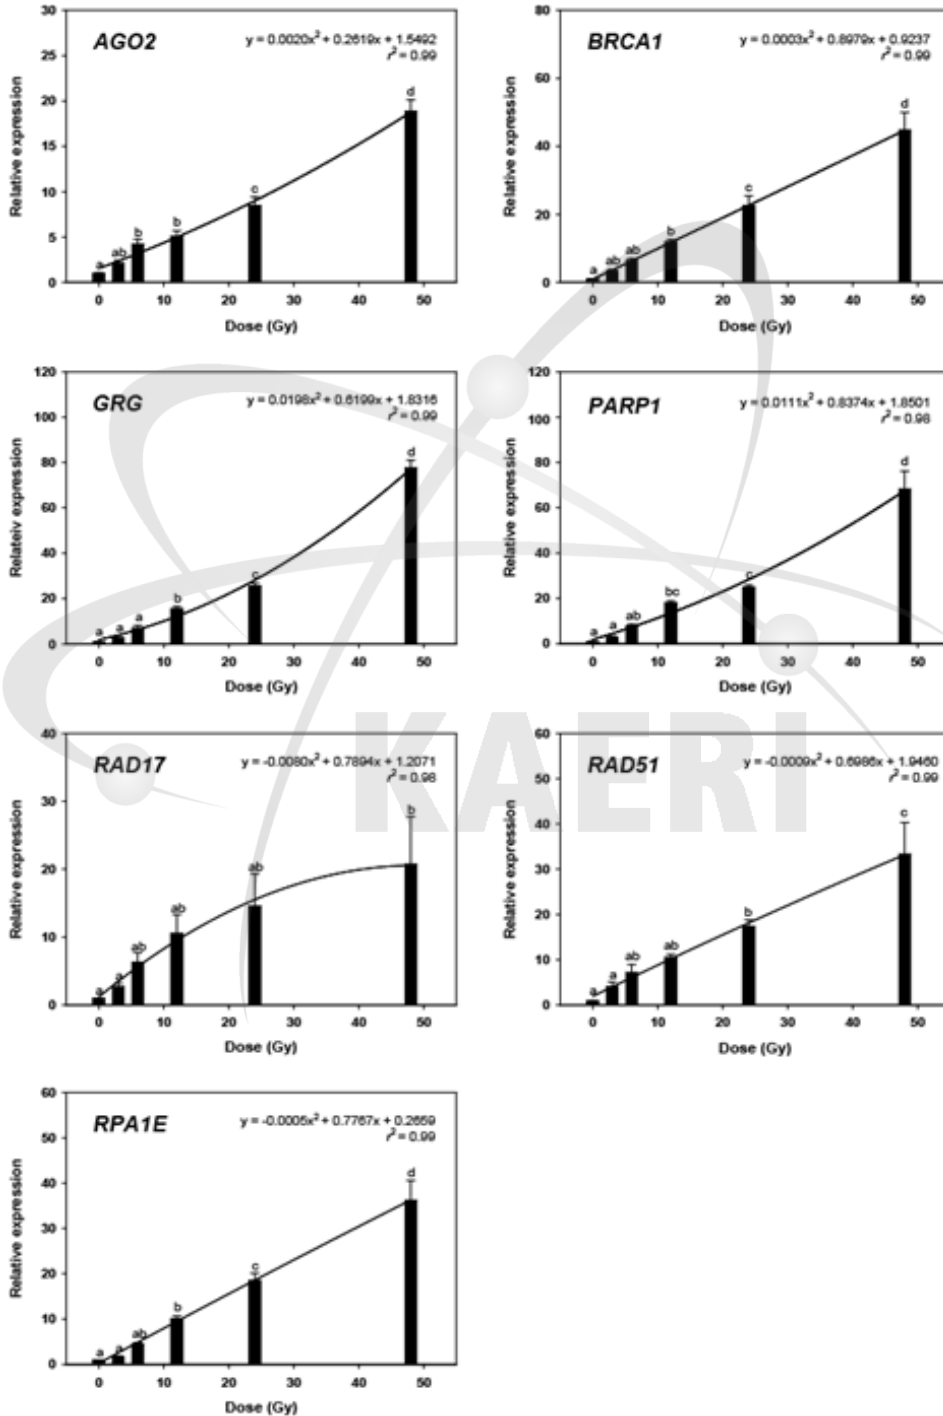 AGO2
y = 0.0020x² + 0.2619x + 1.5492
r² = 0.99
Relative expression
30
25
20
15
10
5
0
a
ab
b
b
c
d
0 10 20 30 40 50
Dose (Gy)
BRCA1
y = 0.0003x² + 0.8979x + 0.9237
r² = 0.99
Relative expression
80
60
40
20
0
a
ab
ab
b
c
d
0 10 20 30 40 50
Dose (Gy)
GRG
y = 0.0198x² + 0.6199x + 1.8316
r² = 0.99
Relateiv expression
120
100
80
60
40
20
0
a
a
a
b
c
d
0 10 20 30 40 50
Dose (Gy)
PARP1
y = 0.0111x² + 0.8374x + 1.8501
r² = 0.98
Relative expression
120
100
80
60
40
20
0
a
a
ab
bc
c
d
0 10 20 30 40 50
Dose (Gy)
KAERI
RAD17
y = -0.0080x² + 0.7894x + 1.2071
r² = 0.98
Relative expression
40
30
20
10
0
a
a
ab
ab
ab
b
0 10 20 30 40 50
Dose (Gy)
RAD51
y = -0.0009x² + 0.6986x + 1.9460
r² = 0.99
Relative expression
60
50
40
30
20
10
0
a
a
ab
ab
b
c
0 10 20 30 40 50
Dose (Gy)
RPA1E
y = -0.0005x² + 0.7767x + 0.2659
r² = 0.99
Relative expression
60
50
40
30
20
10
0
a
a
ab
b
c
d
0 10 20 30 40 50
Dose (Gy)